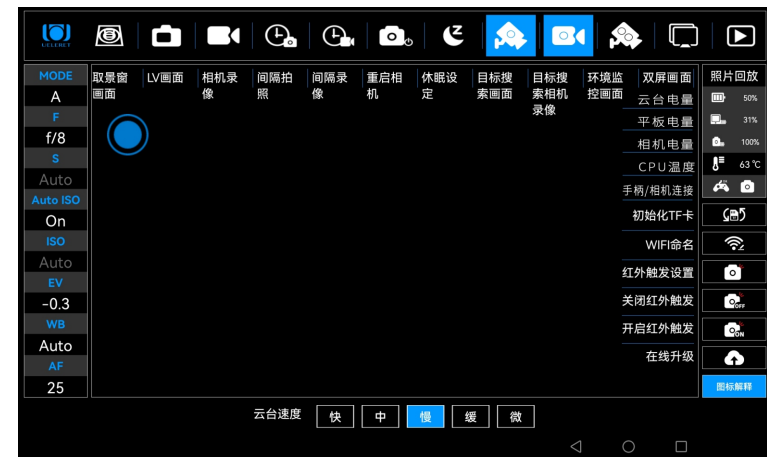 LIELEREY
Z
MODE
A
F
f/8
S
Auto
Auto ISO
On
ISO
Auto
EV
-0.3
WB
Auto
AF
25
取景窗
画面
LV画面
相机录
像
间隔拍
照
间隔录
像
重启相
机
休眠设
定
目标搜
索画面
目标搜
索相机
录像
环境监
控画面
双屏画面
云台电量
平板电量
相机电量
CPU温度
手柄/相机连接
初始化TF卡
WIFI命名
红外触发设置
关闭红外触发
开启红外触发
在线升级
照片回放
50%
31%
100%
63℃
OFF
ON
图标解释
云台速度
快
中
慢
缓
微